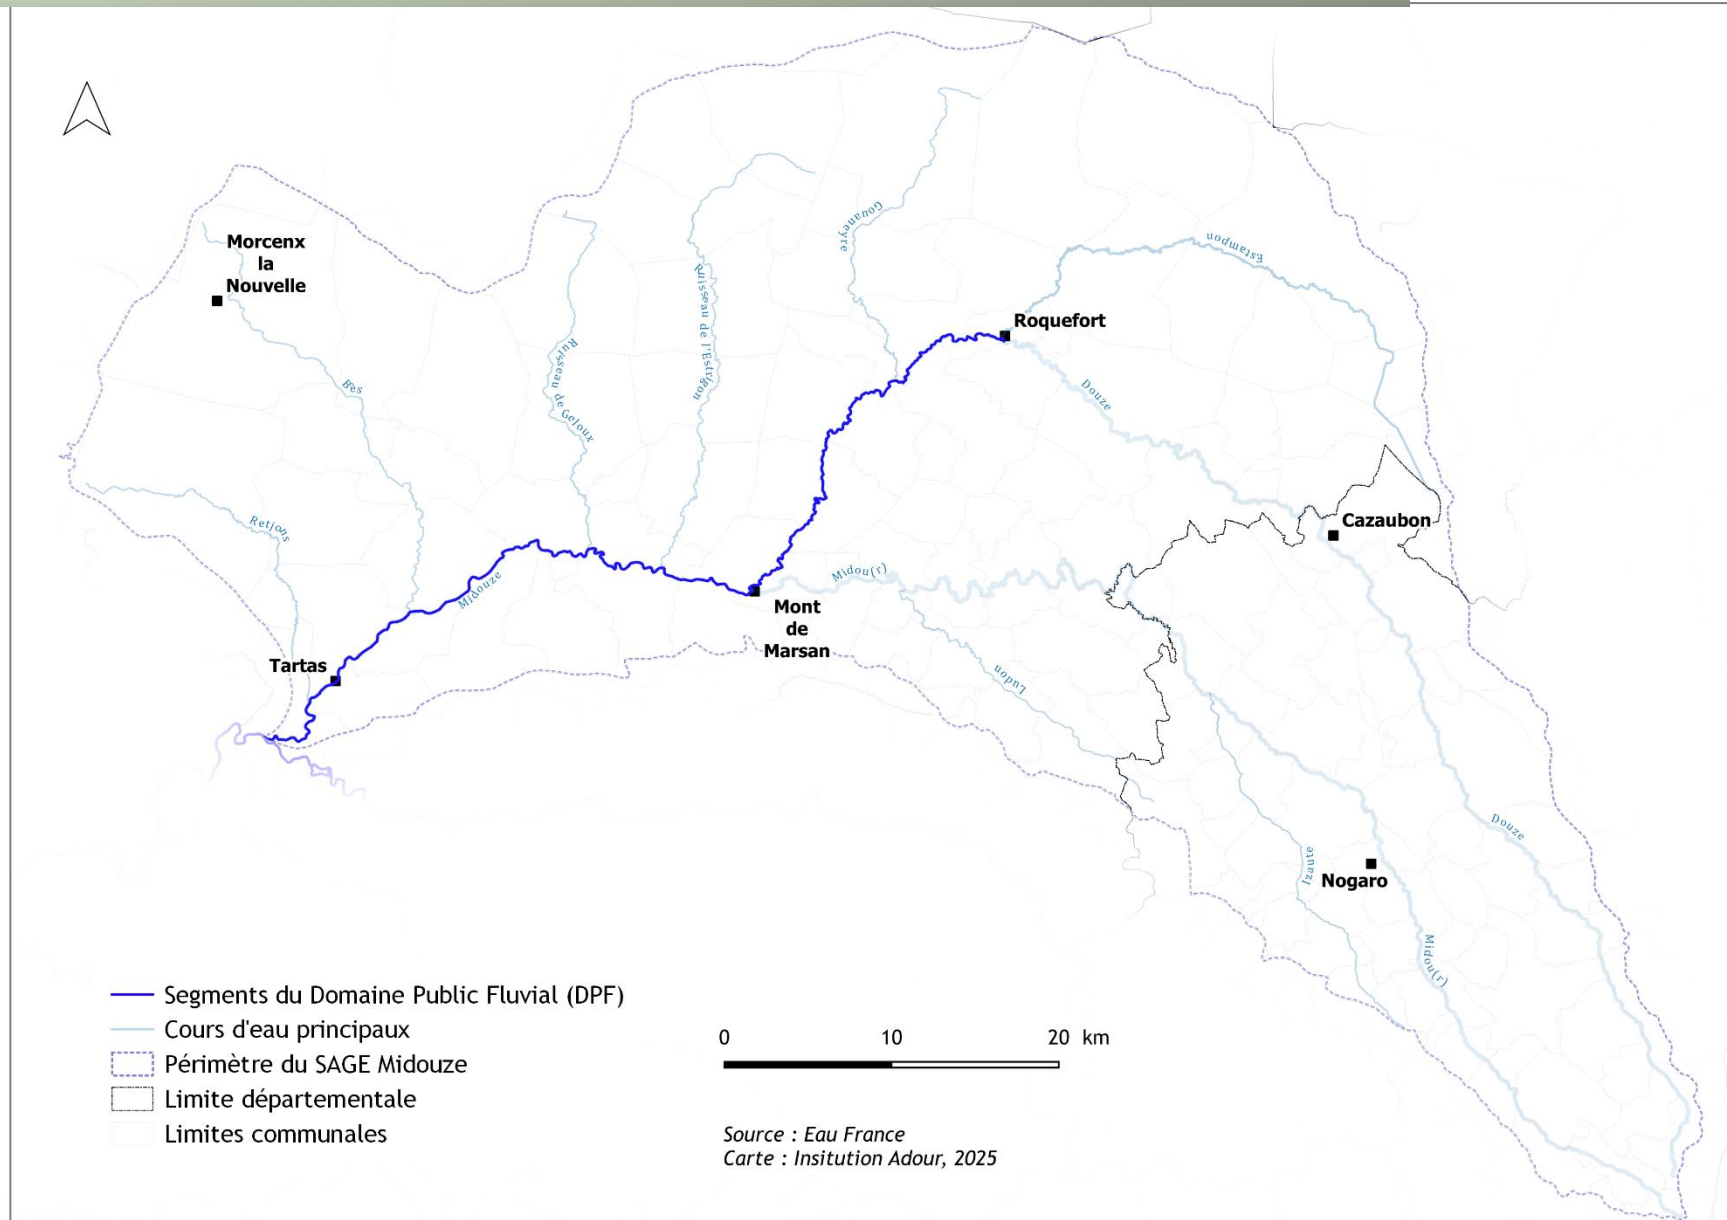 Morcenx
la
Nouvelle
Gouaneyre
Estampon
Roquefort
Ruisseau de l'Estrigon
Ruisseau de Geloux
Bès
Douze
Retjons
Cazaubon
Midouze
Midou(r)
Mont
de
Marsan
Tartas
Ludon
Douze
Izaute
Nogaro
Midou(r)
Segments du Domaine Public Fluvial (DPF)
Cours d'eau principaux
Périmètre du SAGE Midouze
Limite départementale
Limites communales
0 10 20 km
Source : Eau France
Carte : Insitution Adour, 2025